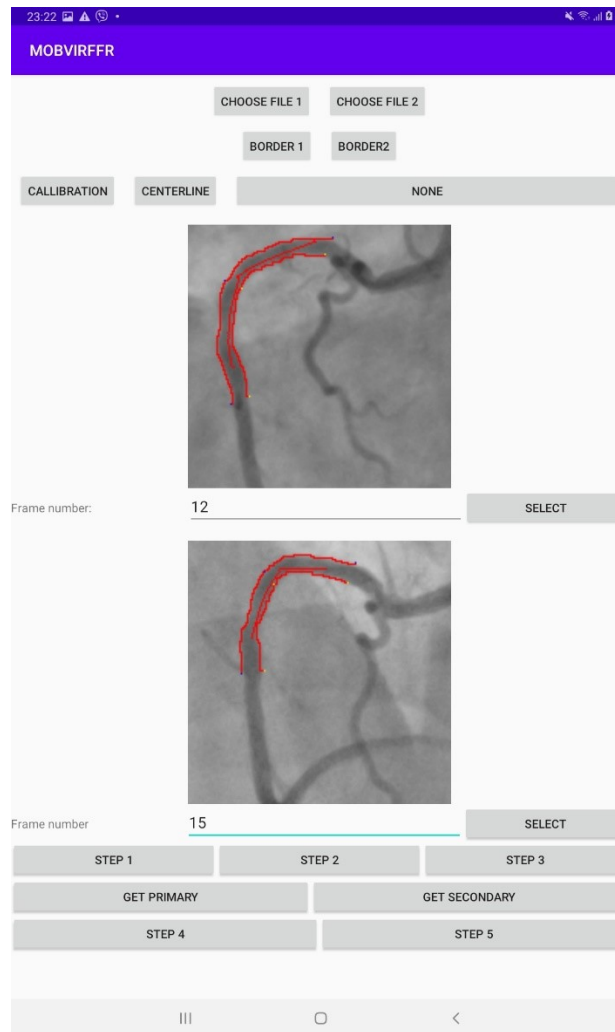 23:22
MOBVIRFFR
CHOOSE FILE 1 CHOOSE FILE 2
BORDER 1 BORDER2
CALLIBRATION CENTERLINE NONE
Frame number: 12 SELECT
Frame number 15 SELECT
STEP 1 STEP 2 STEP 3
GET PRIMARY GET SECONDARY
STEP 4 STEP 5